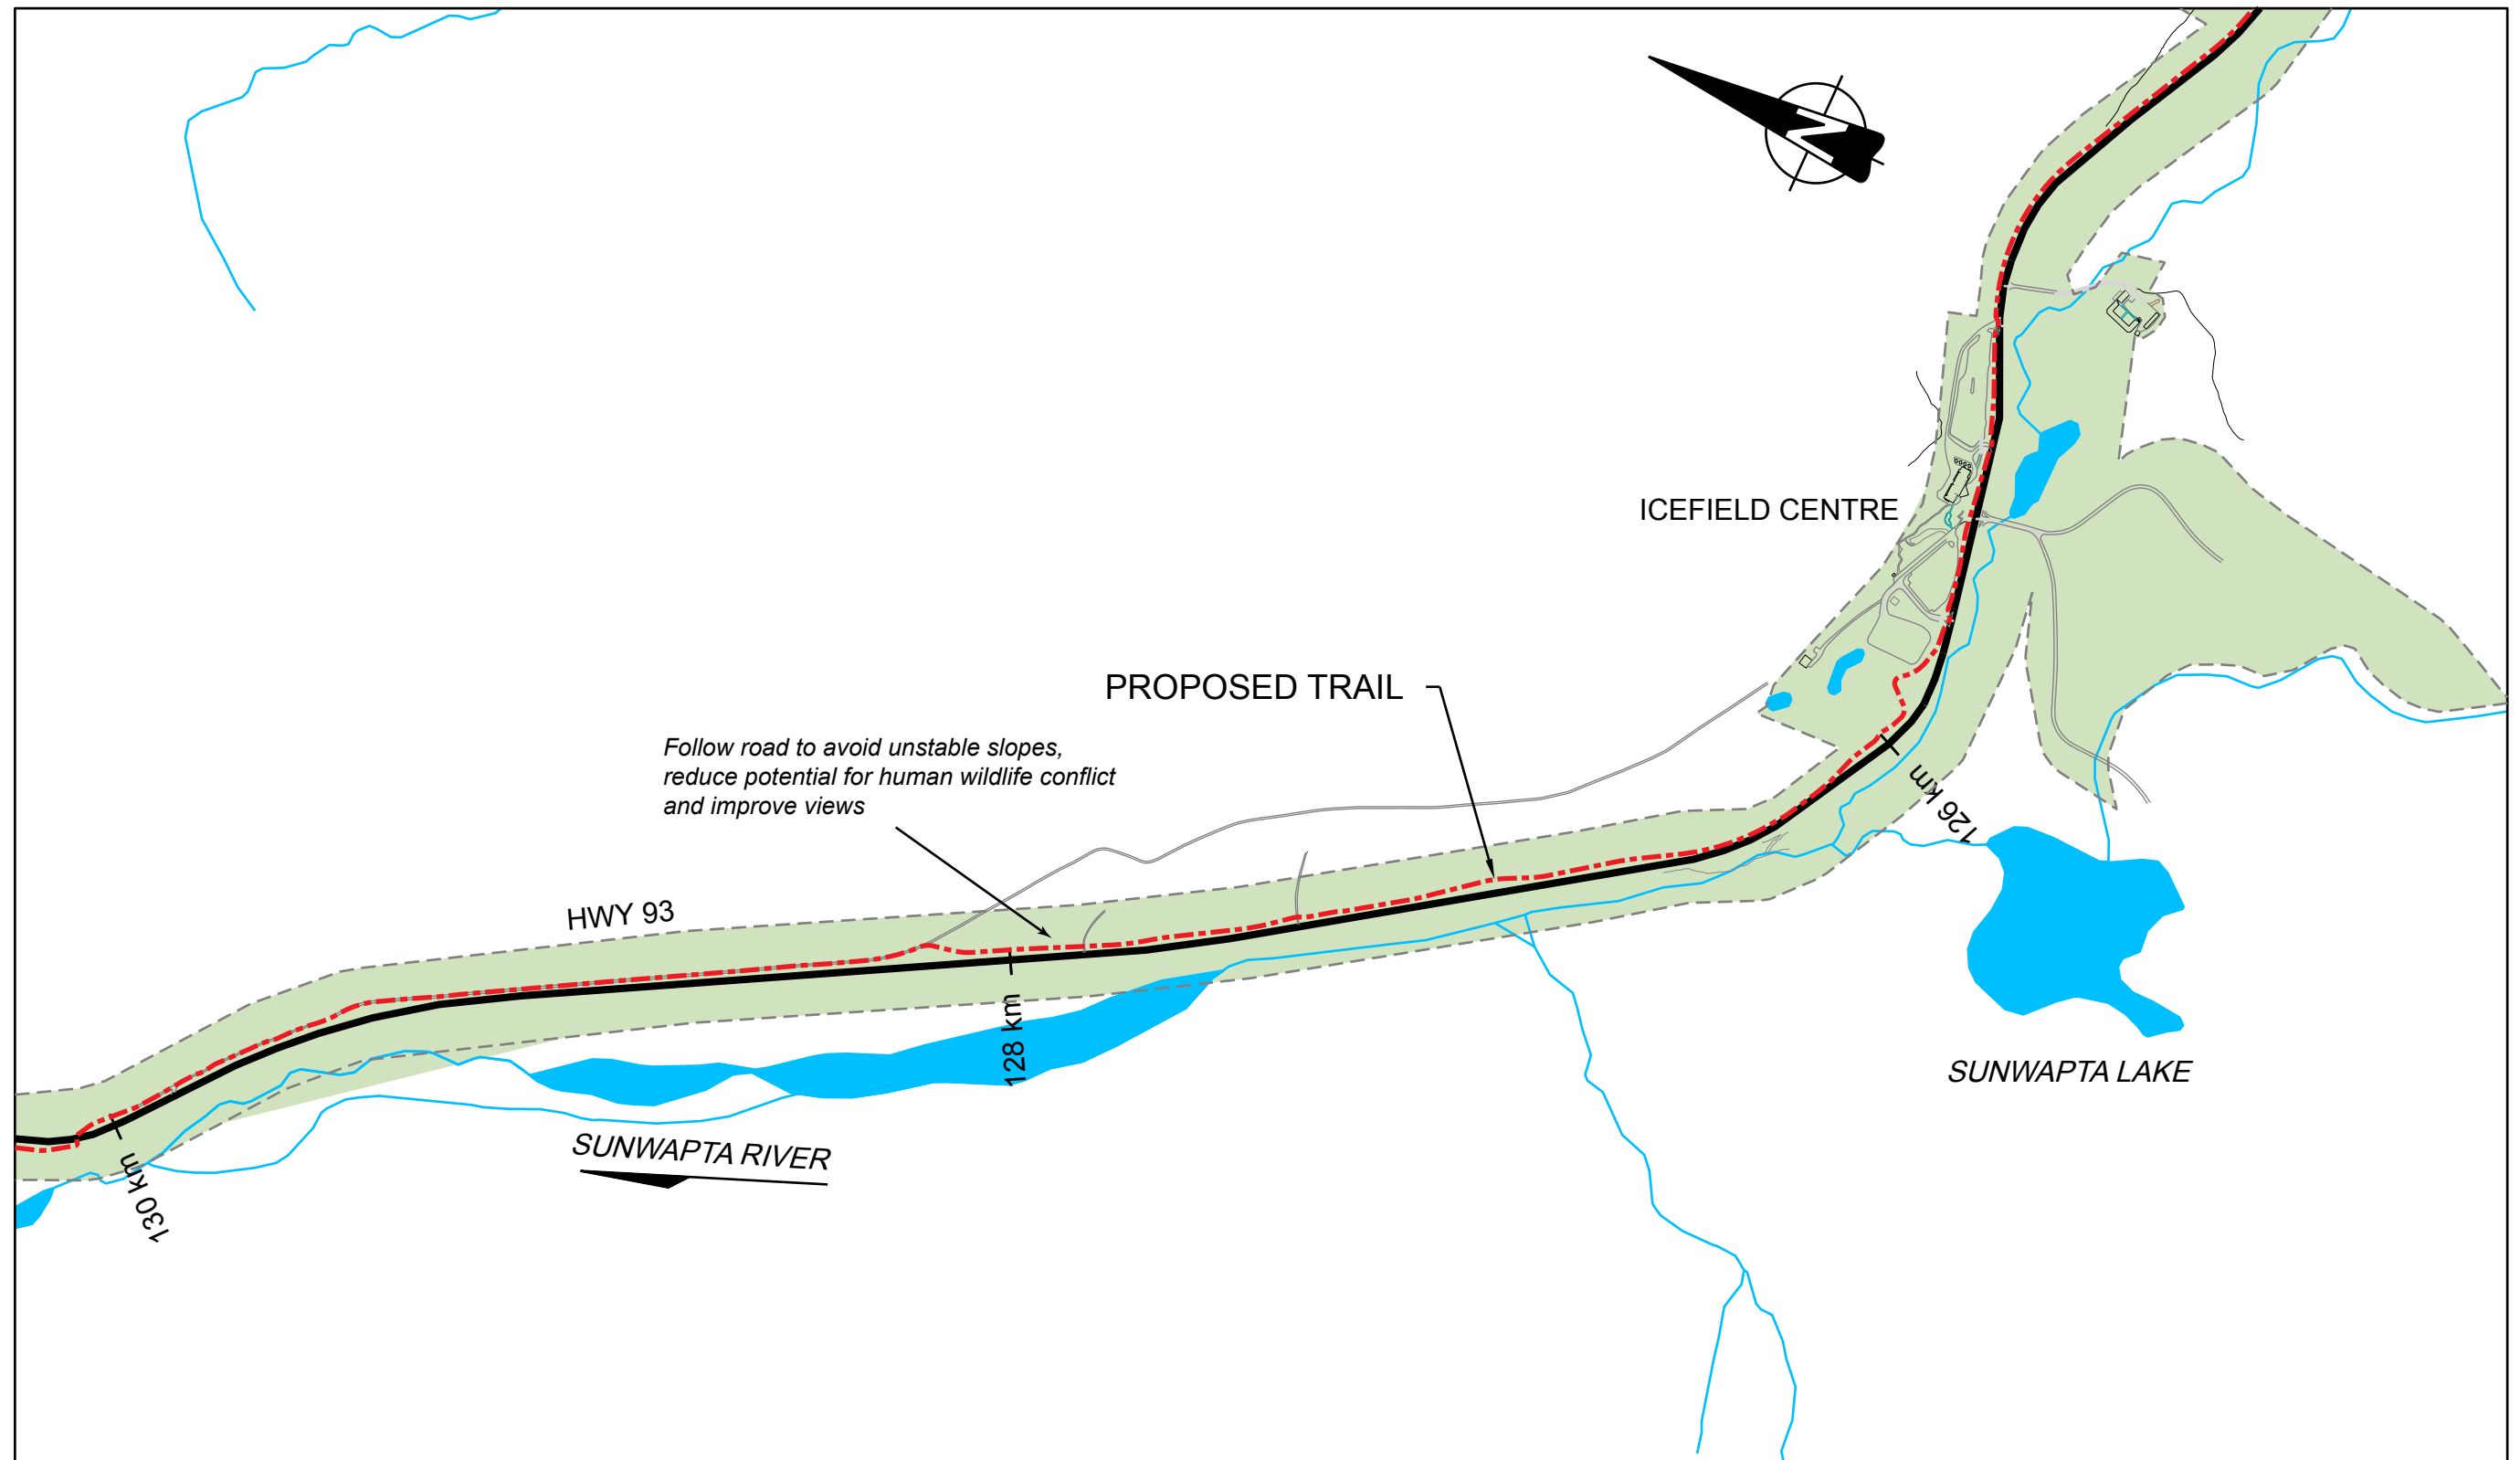 ICEFIELD CENTRE
PROPOSED TRAIL
Follow road to avoid unstable slopes,
reduce potential for human wildlife conflict
and improve views
126 km
HWY 93
128 km
SUNWAPTA LAKE
SUNWAPTA RIVER
130 km